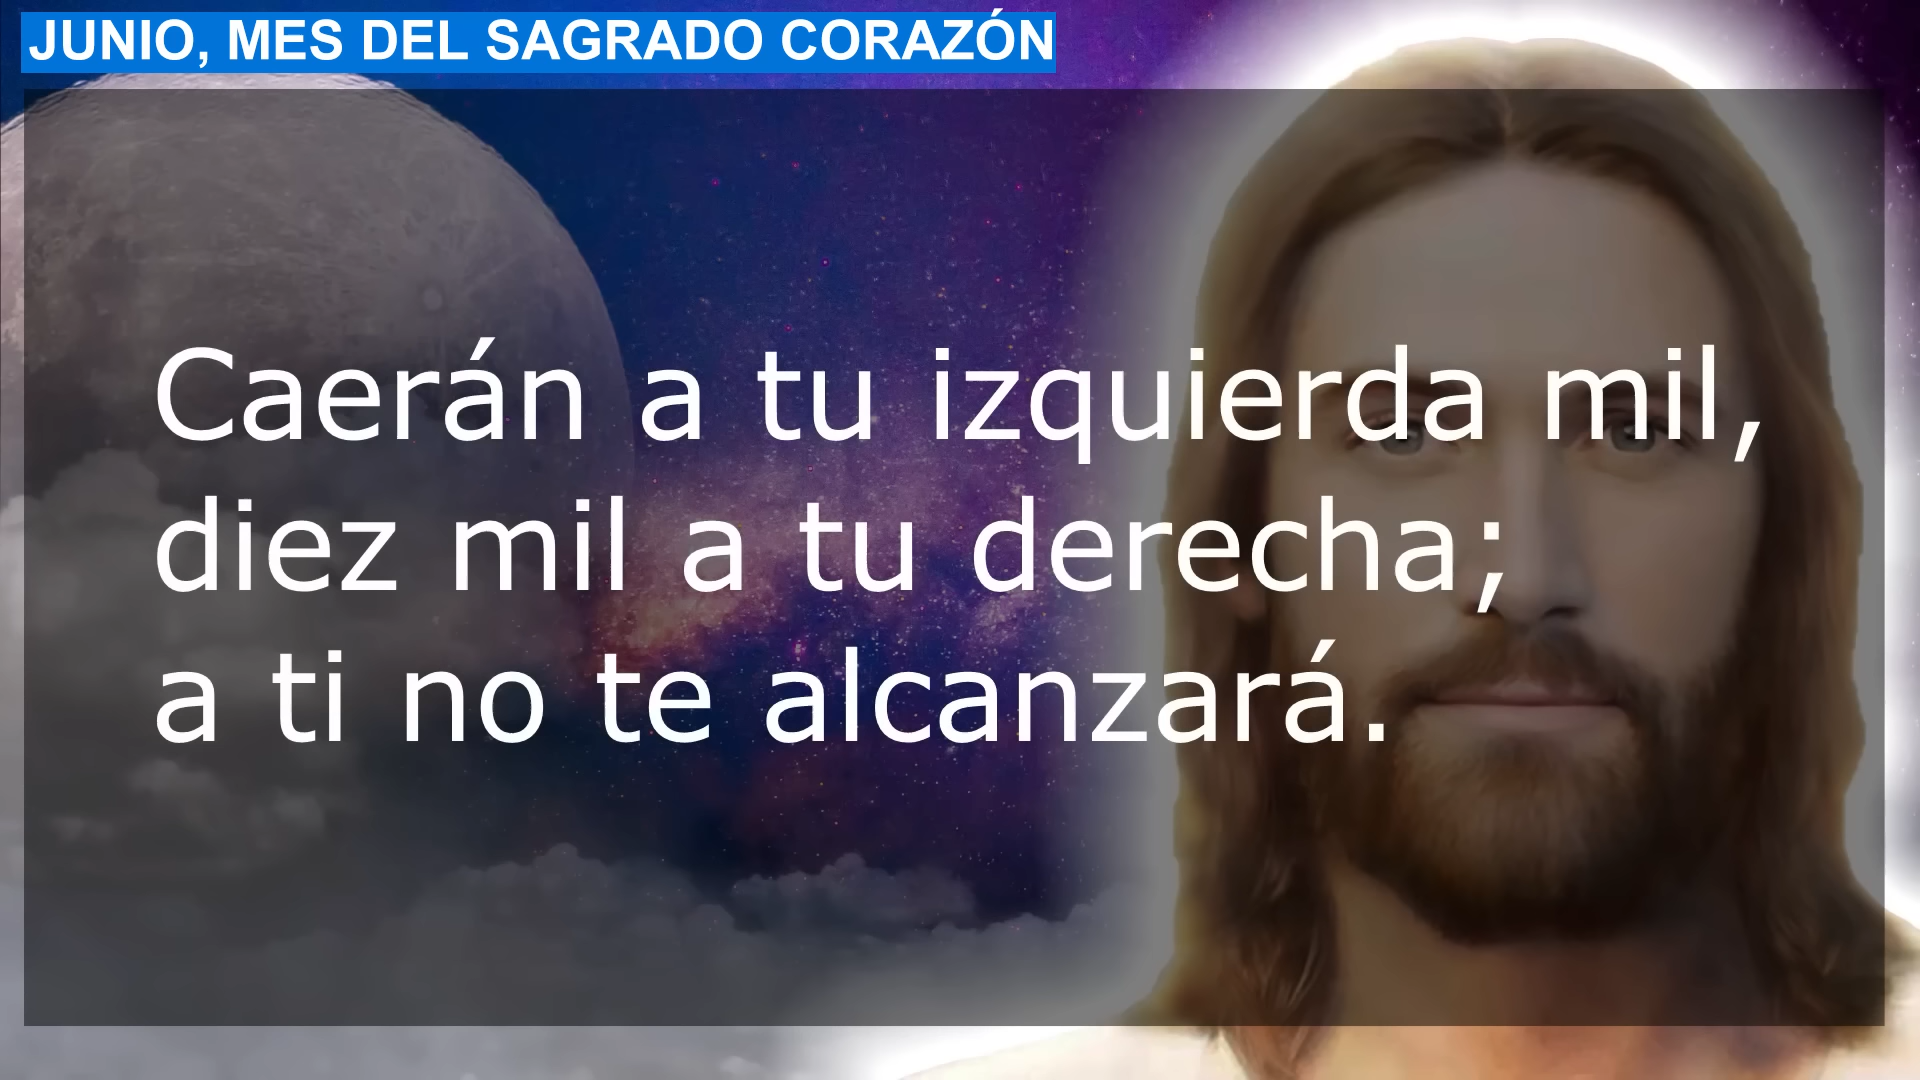 JUNIO, MES DEL SAGRADO CORAZÓN
Caerán a tu izquierda mil,
diez mil a tu derecha;
a ti no te alcanzará.